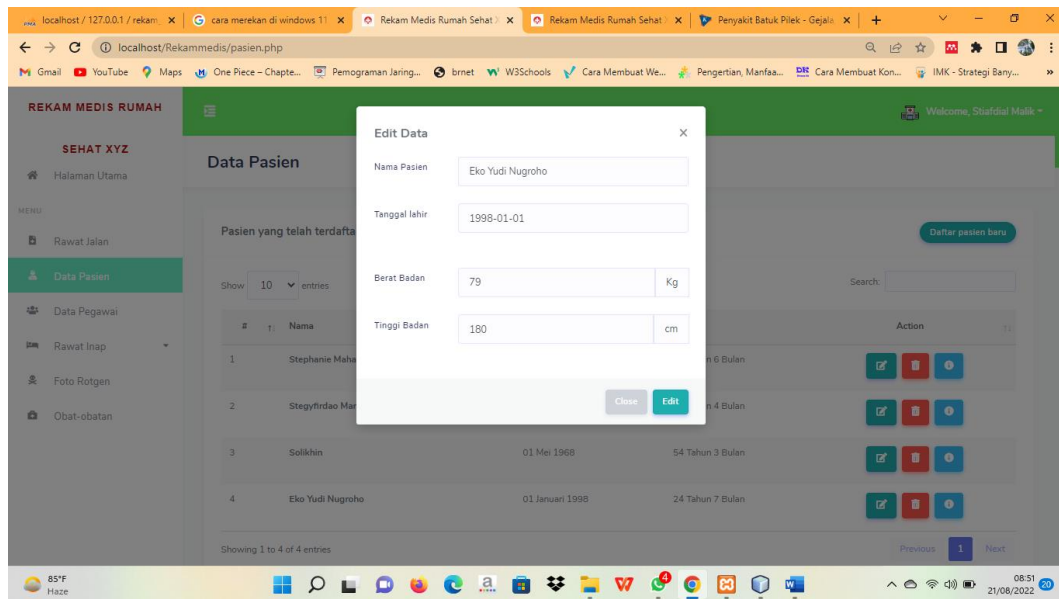 localhost / 127.0.0.1 / rekam_
cara merekan di windows 11
Rekam Medis Rumah Sehat
Rekam Medis Rumah Sehat
Penyakit Batuk Pilek - Gejala
localhost/Rekammedis/pasien.php
Gmail YouTube Maps One Piece – Chapte... Pemograman Jaring... brnet W3Schools Cara Membuat We... Pengertian, Manfaa... Cara Membuat Kon... IMK - Strategi Bany... »
REKAM MEDIS RUMAH
SEHAT XYZ
Welcome, Stiafdial Malik
Halaman Utama
MENU
Rawat Jalan
Data Pasien
Data Pegawai
Rawat Inap
Foto Rotgen
Obat-obatan
Data Pasien
Pasien yang telah terdafta
Daftar pasien baru
Show 10 entries
Search:
# Nama Action
1 Stephanie Maha n 6 Bulan
2 Stegyfirdao Mar n 4 Bulan
3 Solikhin 01 Mei 1968 54 Tahun 3 Bulan
4 Eko Yudi Nugroho 01 Januari 1998 24 Tahun 7 Bulan
Showing 1 to 4 of 4 entries
Previous 1 Next
Edit Data ×
Nama Pasien Eko Yudi Nugroho
Tanggal lahir 1998-01-01
Berat Badan 79 Kg
Tinggi Badan 180 cm
Close Edit
85°F
Haze
4
08:51
21/08/2022
20